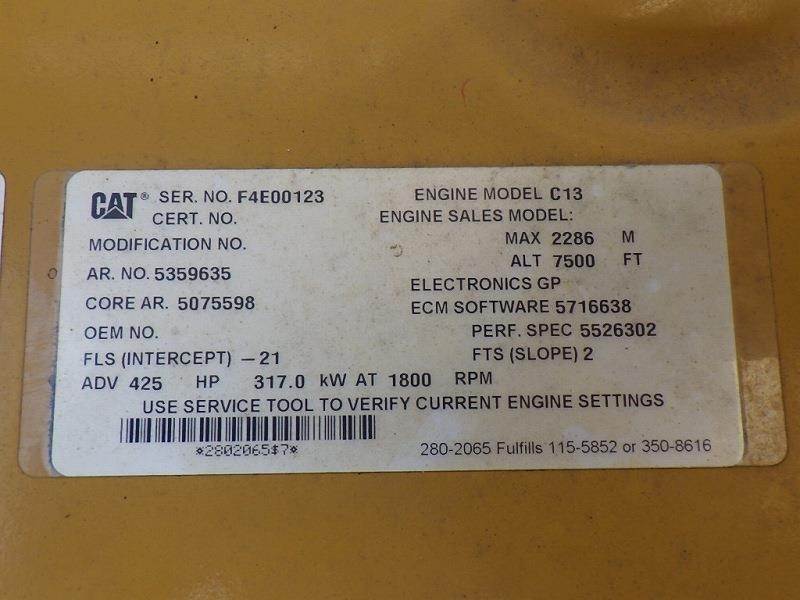 CAT® SER. NO. F4E00123 ENGINE MODEL C13
CERT. NO. ENGINE SALES MODEL:
MODIFICATION NO. MAX 2286 M
ALT 7500 FT
AR. NO. 5359635 ELECTRONICS GP
CORE AR. 5075598 ECM SOFTWARE 5716638
OEM NO. PERF. SPEC 5526302
FLS (INTERCEPT) -21 FTS (SLOPE) 2
ADV 425 HP 317.0 kW AT 1800 RPM
USE SERVICE TOOL TO VERIFY CURRENT ENGINE SETTINGS
*2802065$7* 280-2065 Fulfills 115-5852 or 350-8616